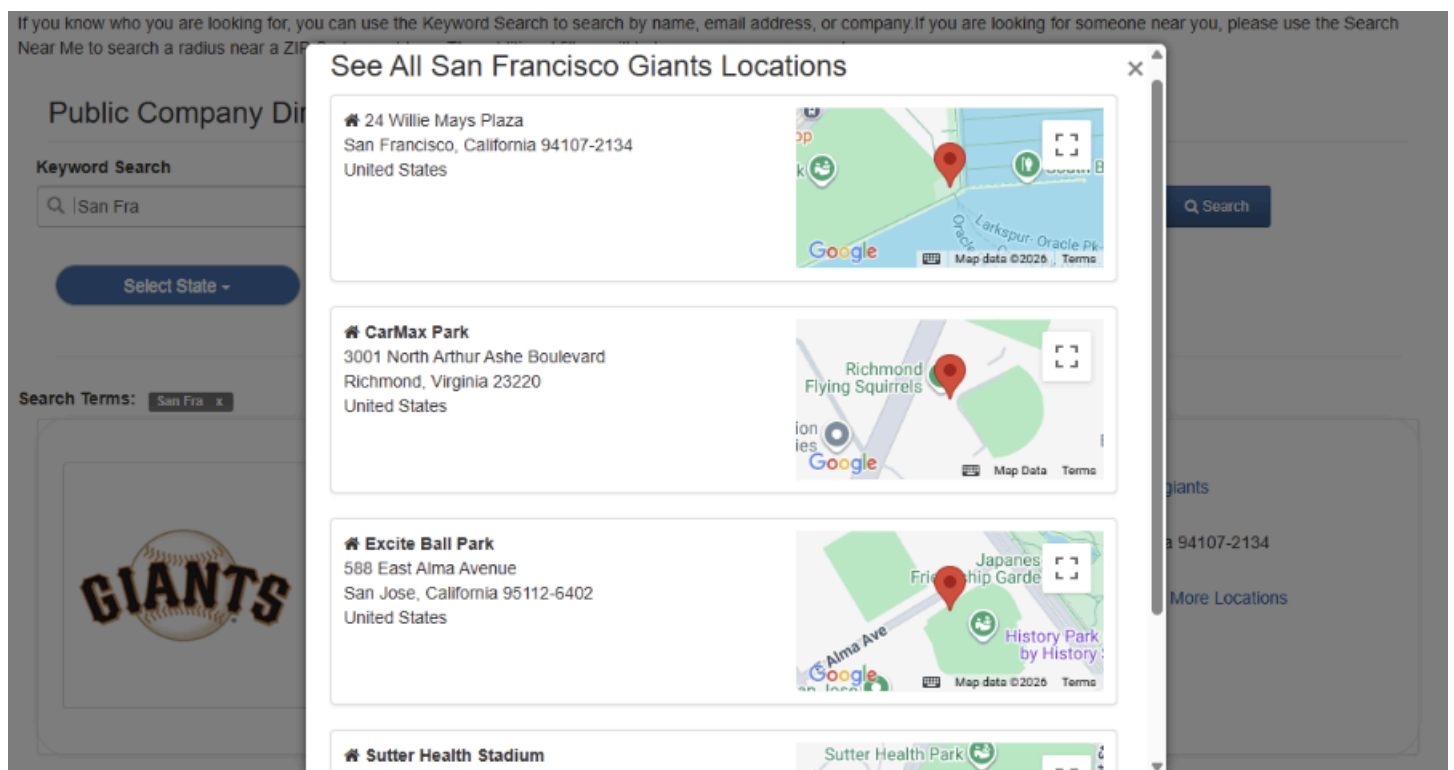 If you know who you are looking for, you can use the Keyword Search to search by name, email address, or company.If you are looking for someone near you, please use the Search
Near Me to search a radius near a ZIP
See All San Francisco Giants Locations
×
Public Company Dir
Keyword Search
San Fra
Search
Select State
Search Terms: San Fra x
GIANTS
24 Willie Mays Plaza
San Francisco, California 94107-2134
United States
op
k
South B
Larkspur- Oracle Pk-
Oracle
Google
Map data ©2026 Terms
CarMax Park
3001 North Arthur Ashe Boulevard
Richmond, Virginia 23220
United States
Richmond
Flying Squirrels
ion
ies
Google
Map Data Terms
Excite Ball Park
588 East Alma Avenue
San Jose, California 95112-6402
United States
Japanes
Friendship Garde
E Alma Ave
History Park
by History
Google
Map data ©2026 Terms
Sutter Health Stadium
Sutter Health Park
giants
a 94107-2134
More Locations